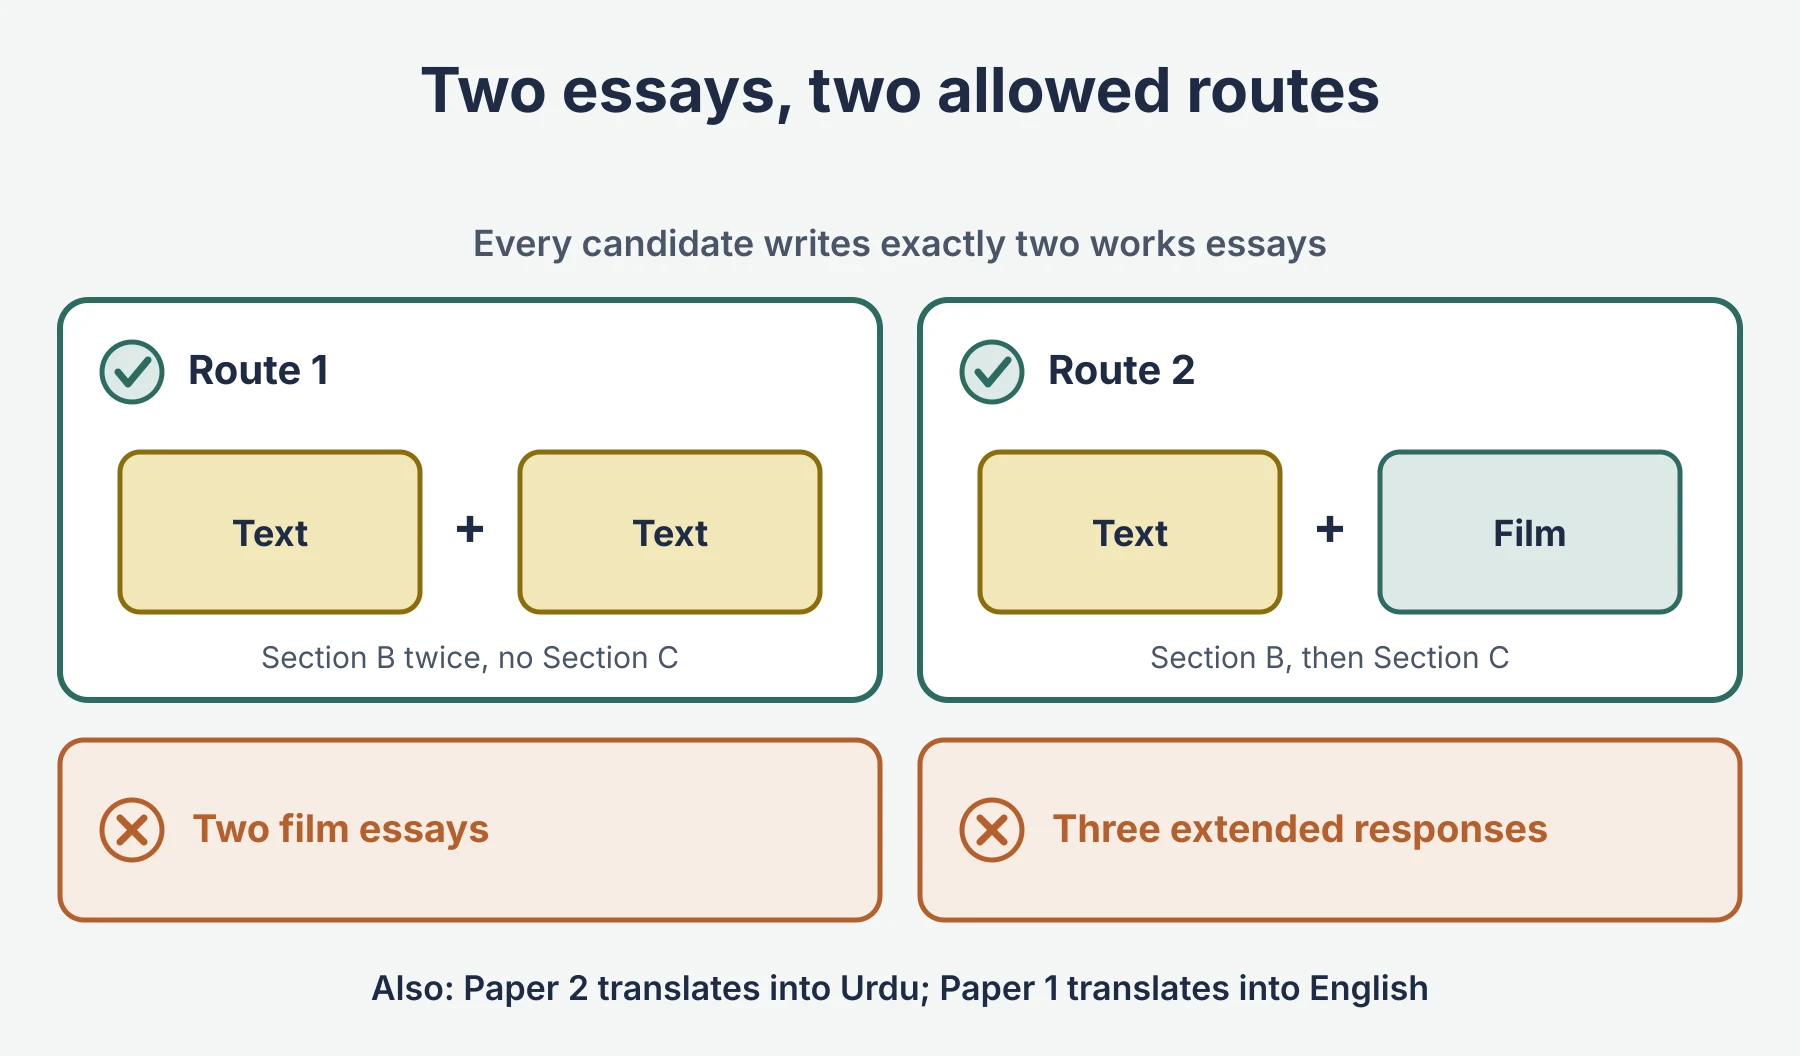 Two essays, two allowed routes
Every candidate writes exactly two works essays
Route 1
Text + Text
Section B twice, no Section C
Route 2
Text + Film
Section B, then Section C
Two film essays
Three extended responses
Also: Paper 2 translates into Urdu; Paper 1 translates into English